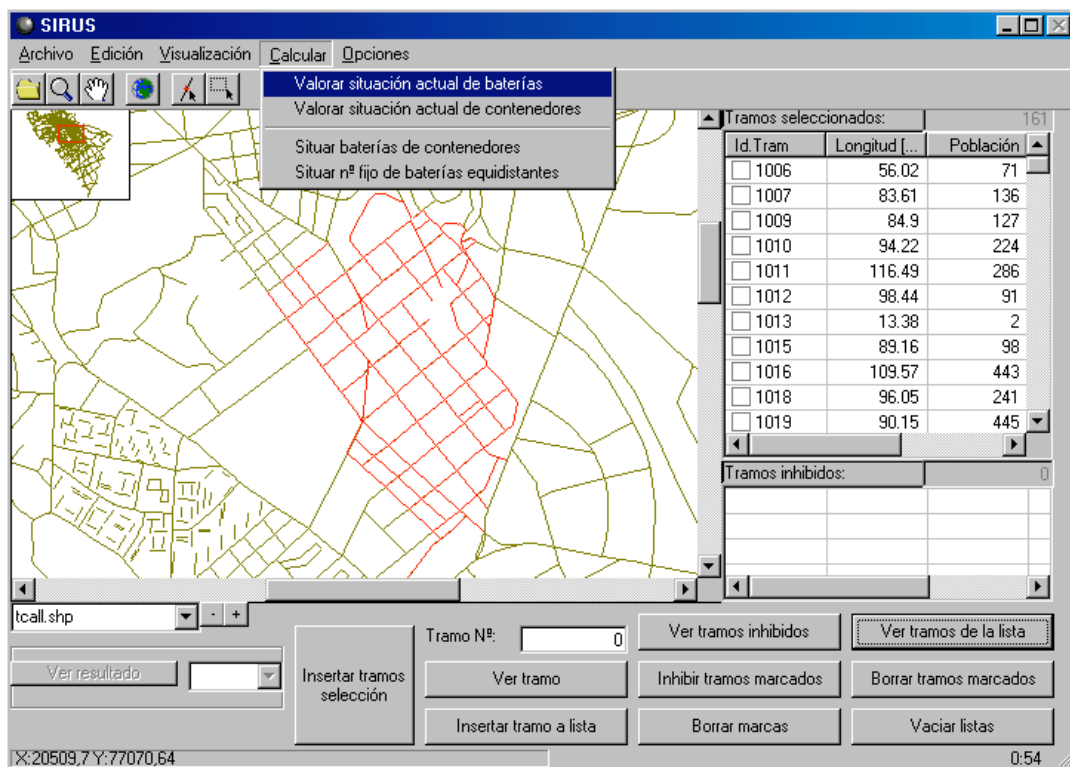 SIRUS
Archivo Edición Visualización Calcular Opciones
Valorar situación actual de baterías
Valorar situación actual de contenedores
Situar baterías de contenedores
Situar nº fijo de baterías equidistantes
Tramos seleccionados: 161
Id.Tram Longitud [... Población
1006 56.02 71
1007 83.61 136
1009 84.9 127
1010 94.22 224
1011 116.49 286
1012 98.44 91
1013 13.38 2
1015 89.16 98
1016 109.57 443
1018 96.05 241
1019 90.15 445
Tramos inhibidos: 0
tcall.shp - +
Ver resultado
Insertar tramos selección
Tramo Nº: 0
Ver tramo
Insertar tramo a lista
Ver tramos inhibidos
Inhibir tramos marcados
Borrar marcas
Ver tramos de la lista
Borrar tramos marcados
Vaciar listas
X:20509,7 Y:77070,64 0:54